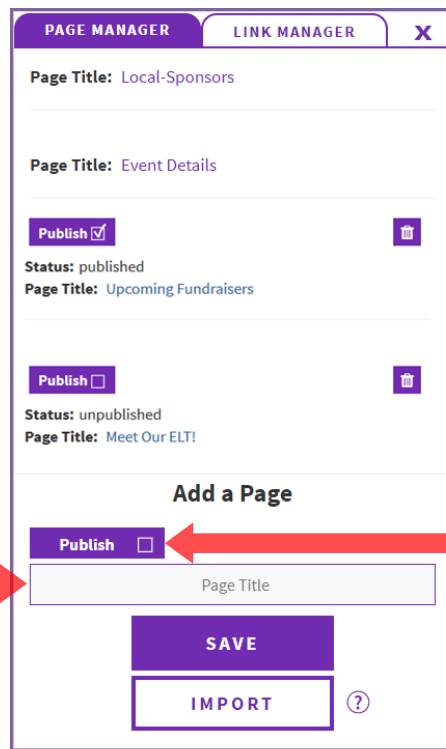 PAGE MANAGER LINK MANAGER X
Page Title: Local-Sponsors
Page Title: Event Details
Publish
Status: published
Page Title: Upcoming Fundraisers
Publish
Status: unpublished
Page Title: Meet Our ELT!
Add a Page
Publish
Page Title
SAVE
IMPORT ?